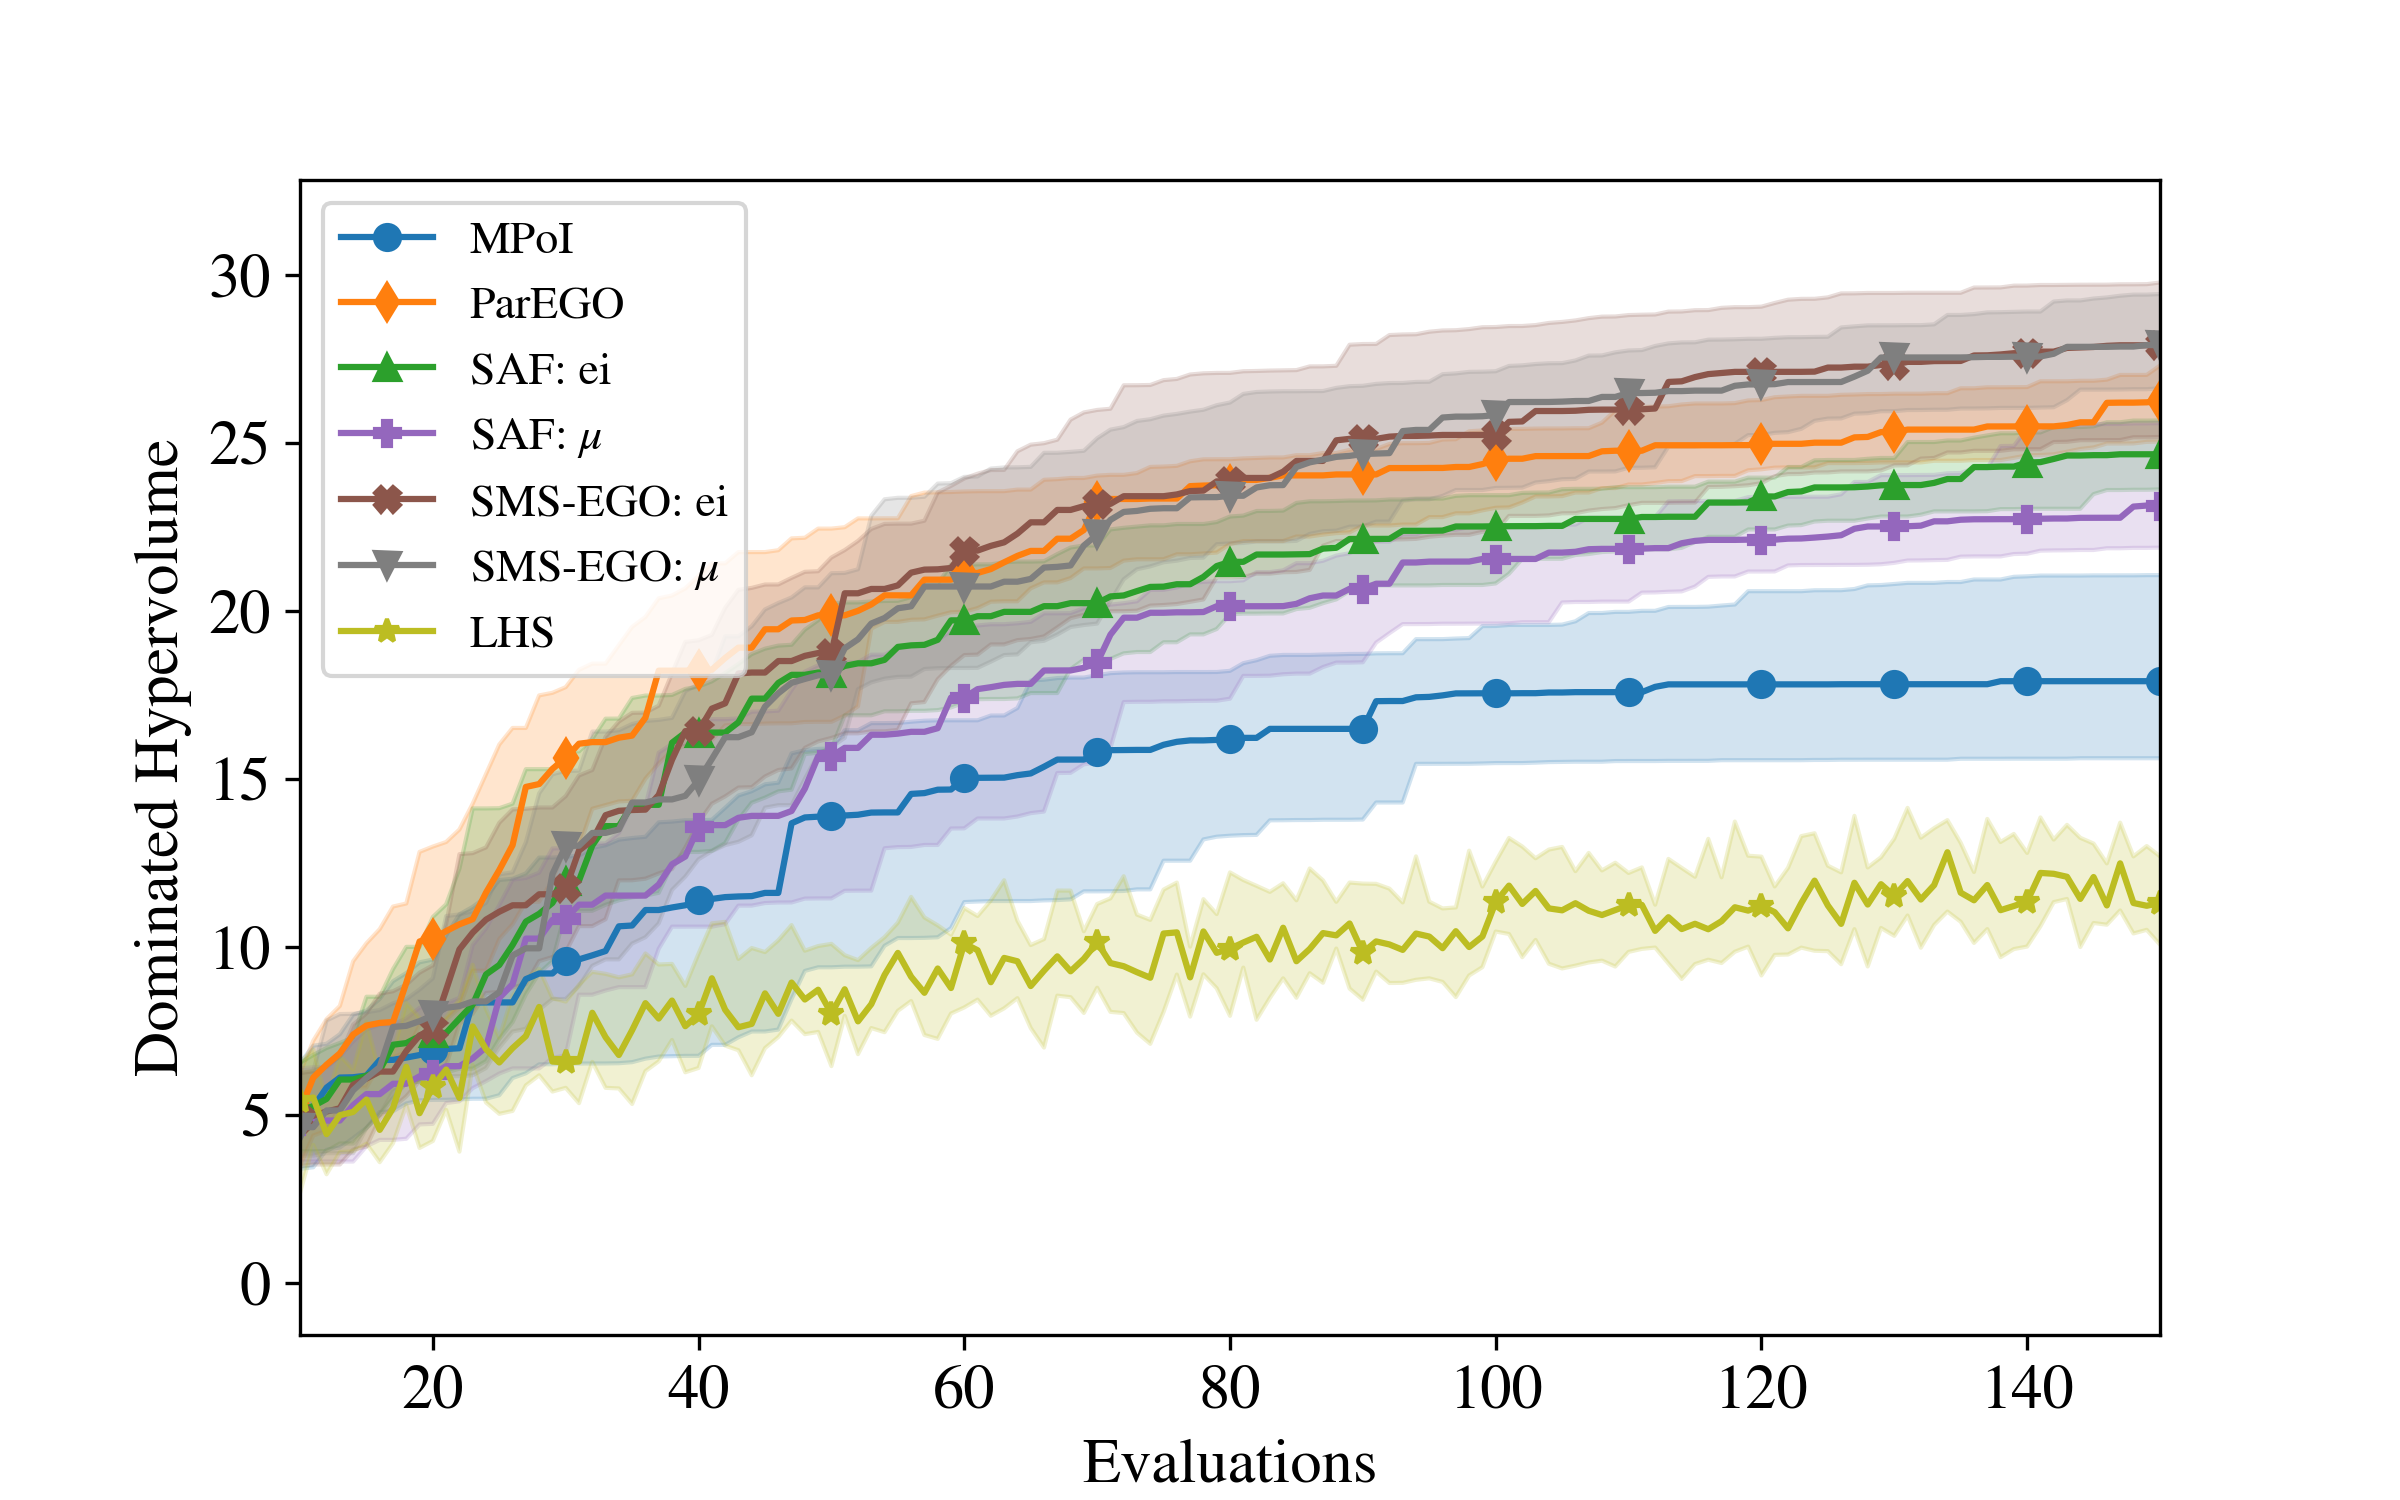 MPoI
ParEGO
SAF: ei
SAF: μ
SMS-EGO: ei
SMS-EGO: μ
LHS
Dominated Hypervolume
30
25
20
15
10
5
0
20 40 60 80 100 120 140
Evaluations